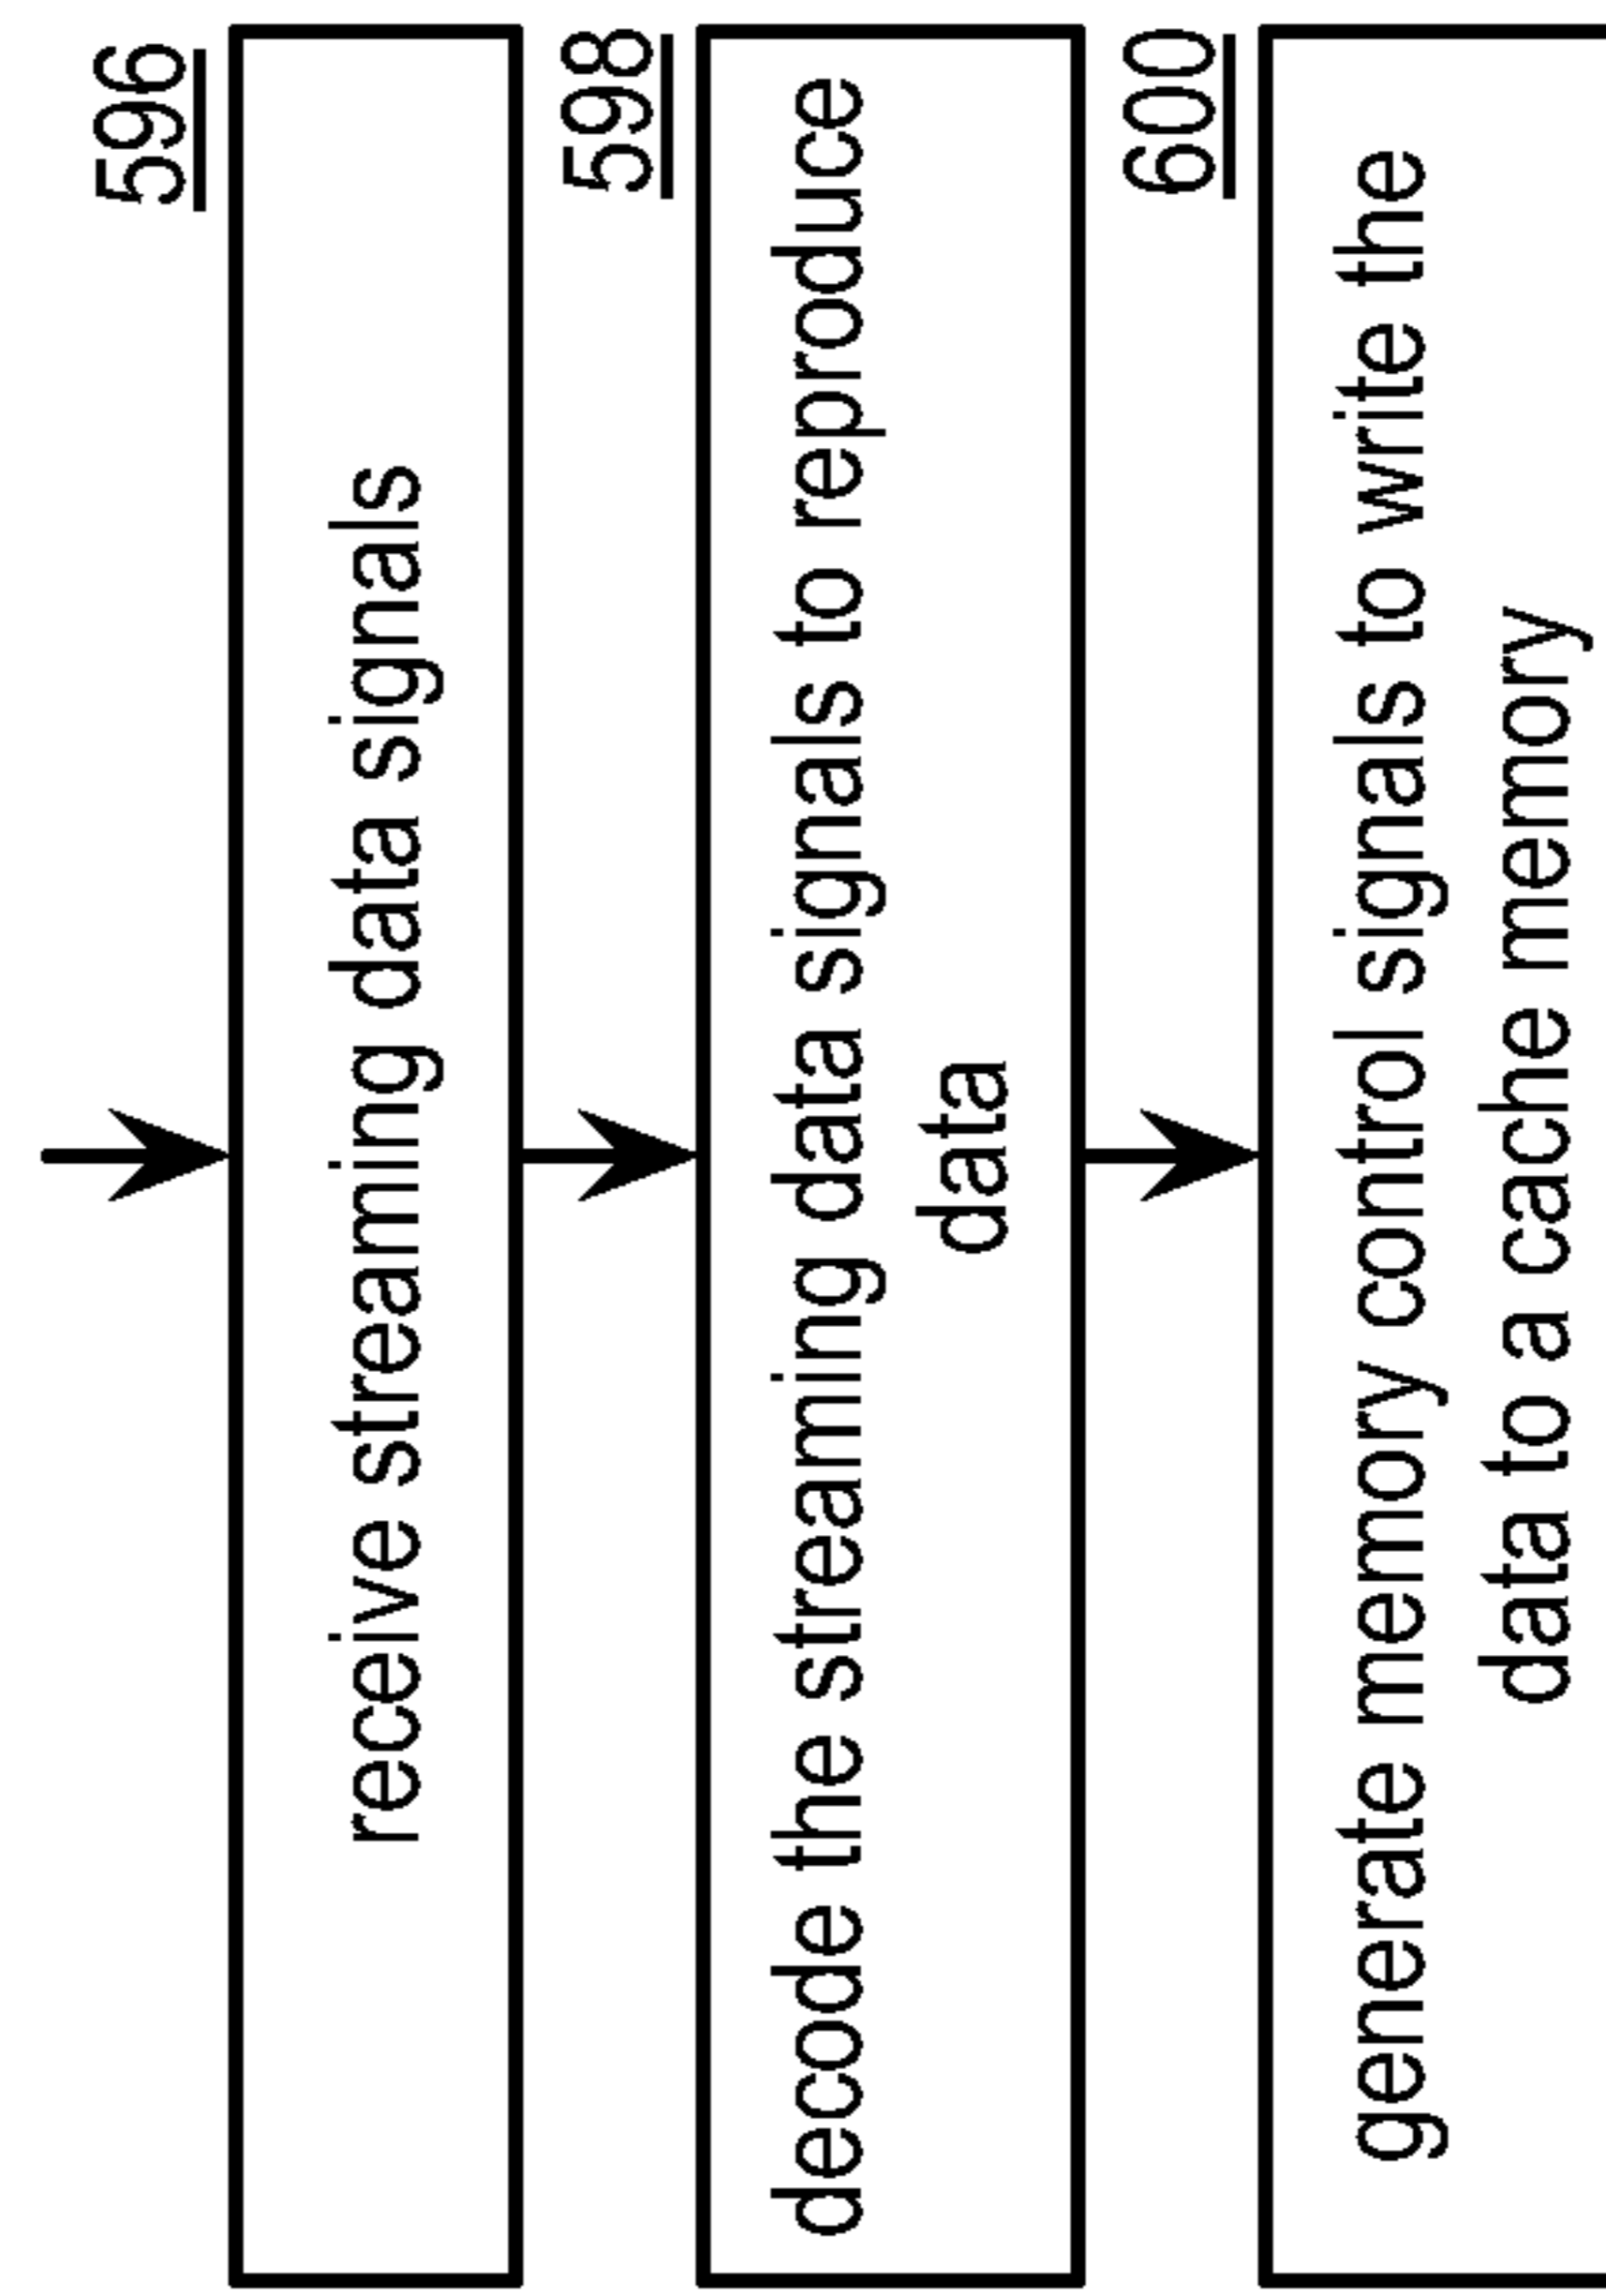 596
receive streaming data signals
598
decode the streaming data signals to reproduce
data
600
generate memory control signals to write the
data to a cache memory